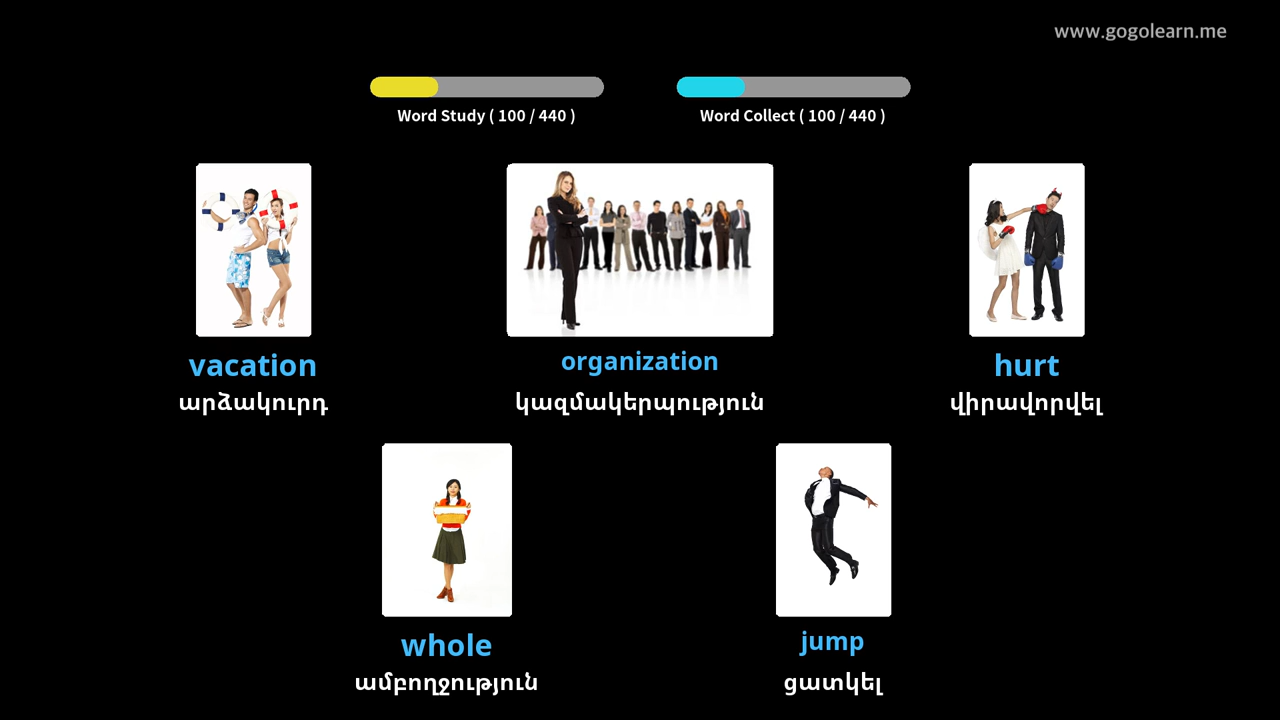 www.gogolearn.me
Word Study ( 100 / 440 )
Word Collect ( 100 / 440 )
vacation
արձակուրդ
organization
կազմակերպություն
hurt
վիրավորվել
whole
ամբողջություն
jump
ցատկել